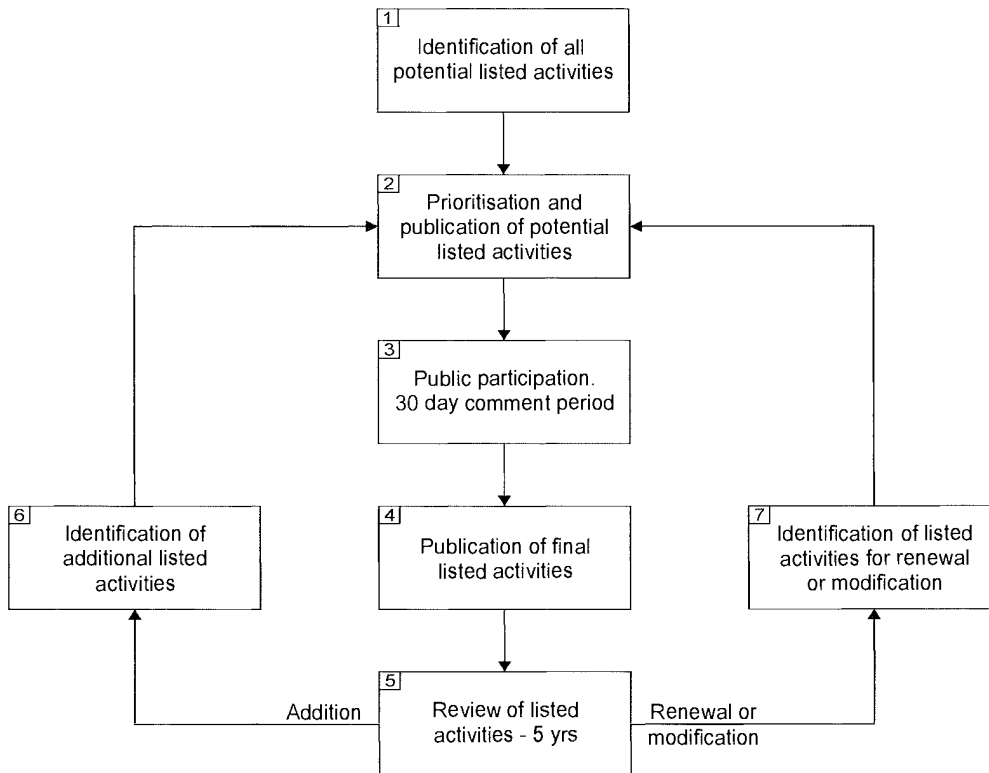 1
Identification of all
potential listed activities
2
Prioritisation and
publication of potential
listed activities
3
Public participation.
30 day comment period
6
Identification of
additional listed
activities
4
Publication of final
listed activities
7
Identification of listed
activities for renewal
or modification
Addition
5
Review of listed
activities - 5 yrs
Renewal or
modification